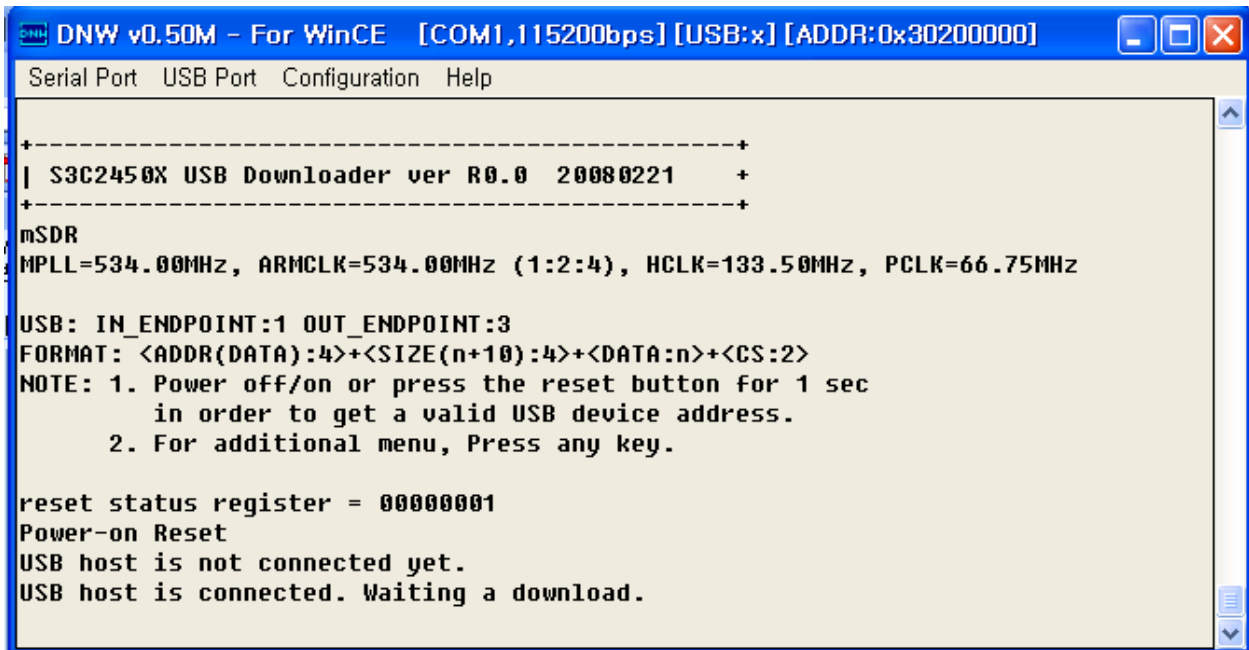 DNW v0.50M - For WinCE [COM1,115200bps][USB:x][ADDR:0x30200000]
Serial Port USB Port Configuration Help
+-----------------------------------------------+
| S3C2450X USB Downloader ver R0.0 20080221 +
+-----------------------------------------------+
mSDR
MPLL=534.00MHz, ARMCLK=534.00MHz (1:2:4), HCLK=133.50MHz, PCLK=66.75MHz
USB: IN_ENDPOINT:1 OUT_ENDPOINT:3
FORMAT: <ADDR(DATA):4>+<SIZE(n+10):4>+<DATA:n>+<CS:2>
NOTE: 1. Power off/on or press the reset button for 1 sec
in order to get a valid USB device address.
2. For additional menu, Press any key.
reset status register = 00000001
Power-on Reset
USB host is not connected yet.
USB host is connected. Waiting a download.